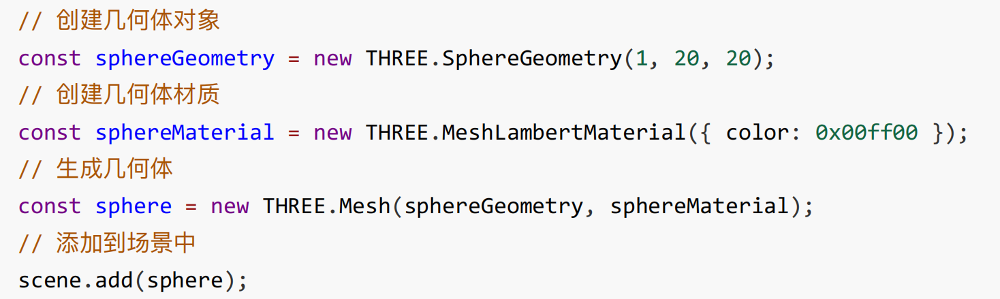 // 创建几何体对象
const sphereGeometry = new THREE.SphereGeometry(1, 20, 20);
// 创建几何体材质
const sphereMaterial = new THREE.MeshLambertMaterial({ color: 0x00ff00 });
// 生成几何体
const sphere = new THREE.Mesh(sphereGeometry, sphereMaterial);
// 添加到场景中
scene.add(sphere);